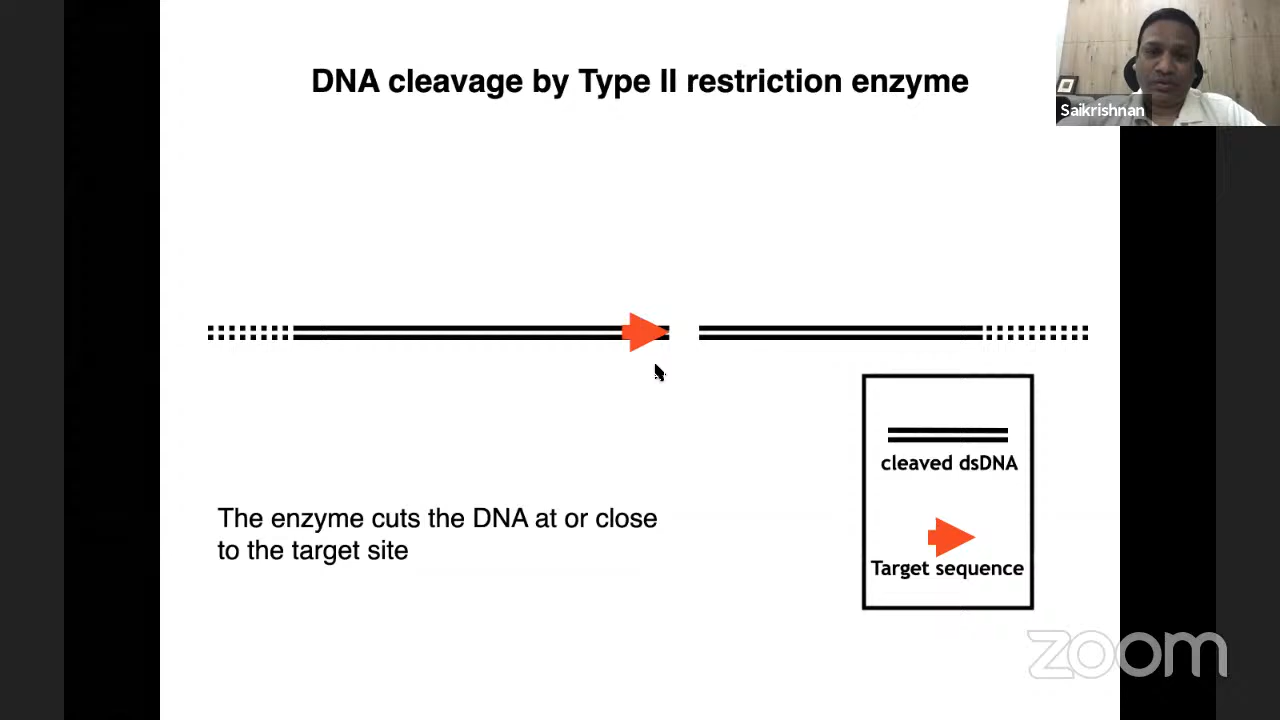 DNA cleavage by Type II restriction enzyme
Saikrishnan
cleaved dsDNA
The enzyme cuts the DNA at or close
to the target site
Target sequence
zoom